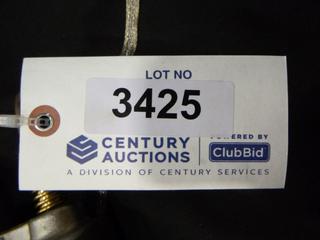 LOT NO
3425
CENTURY
AUCTIONS
POWERED BY
ClubBid
A DIVISION OF CENTURY SERVICES